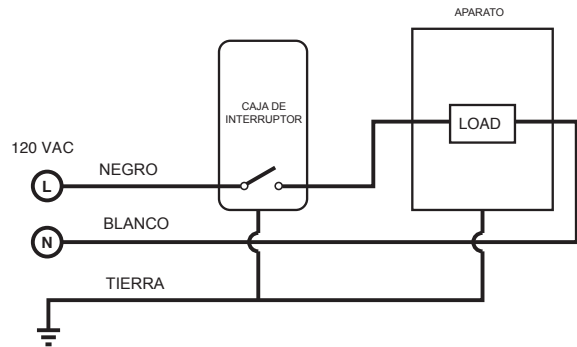 APARATO
CAJA DE
INTERRUPTOR
LOAD
120 VAC
NEGRO
L
BLANCO
N
TIERRA